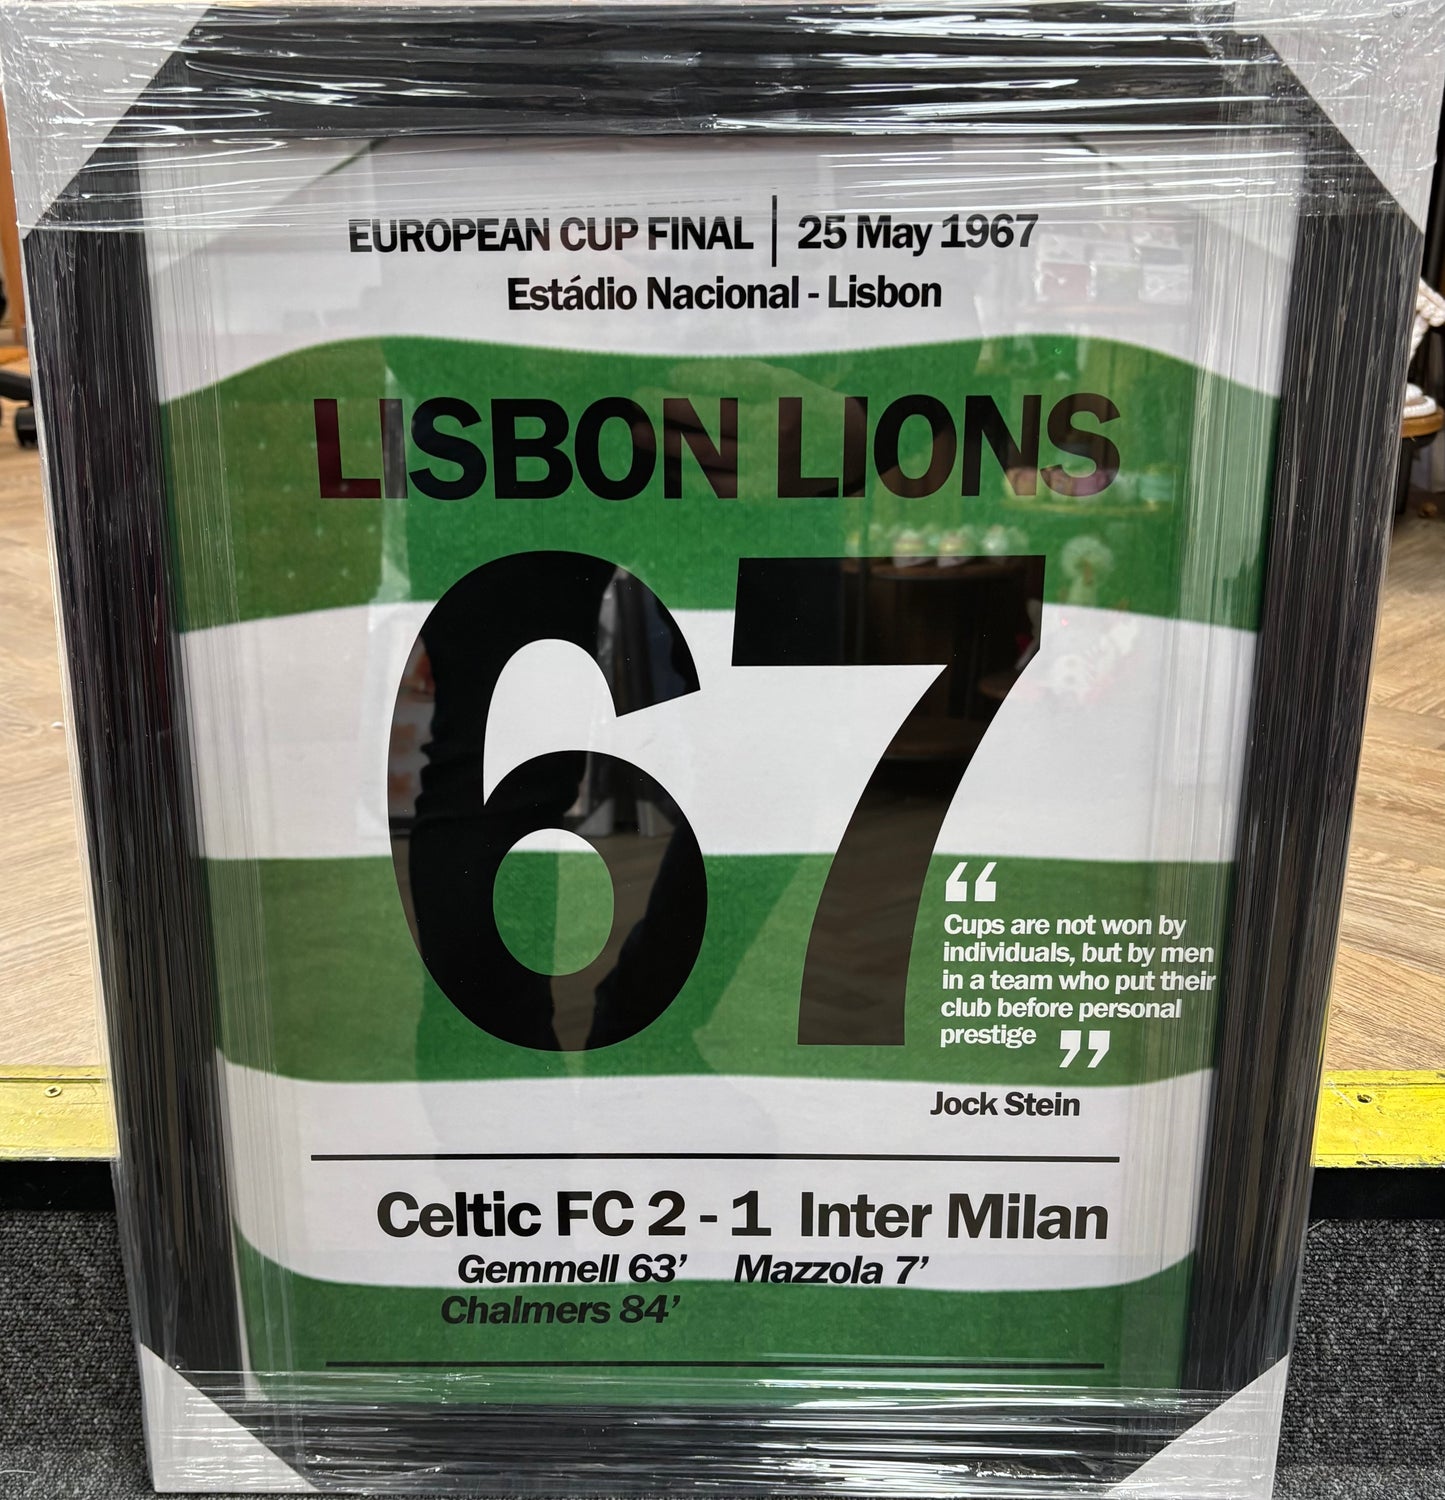 EUROPEAN CUP FINAL | 25 May 1967
Estádio Nacional - Lisbon
LISBON LIONS
67
“
Cups are not won by
individuals, but by men
in a team who put their
club before personal
prestige ”
Jock Stein
Celtic FC 2 - 1 Inter Milan
Gemmell 63’ Mazzola 7’
Chalmers 84’